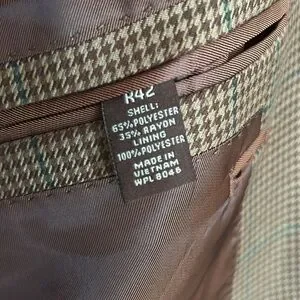 R42
SHELL:
65% POLYESTER
35% RAYON
LINING
100% POLYESTER
MADE IN
VIETNAM
WPL 8046